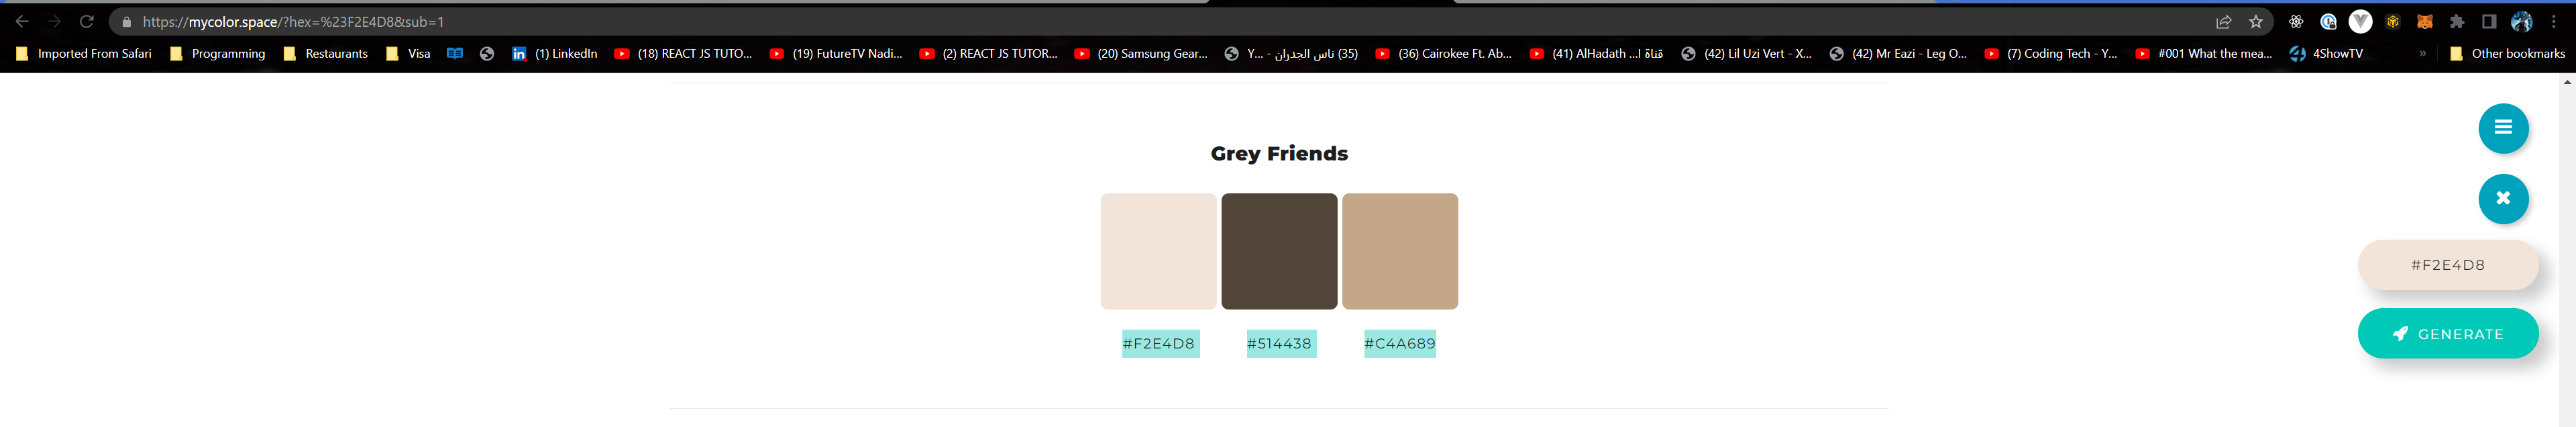 https://mycolor.space/?hex=%23F2E4D8&sub=1
Imported From Safari Programming Restaurants Visa (1) LinkedIn (18) REACT JS TUTO... (19) FutureTV Nadi... (2) REACT JS TUTOR... (20) Samsung Gear... Y... - ناس الجدران (35) (36) Cairokee Ft. Ab... (41) AlHadath ...قناة ا (42) Lil Uzi Vert - X... (42) Mr Eazi - Leg O... (7) Coding Tech - Y... #001 What the mea... 4ShowTV » Other bookmarks
Grey Friends
#F2E4D8 #514438 #C4A689
#F2E4D8
GENERATE